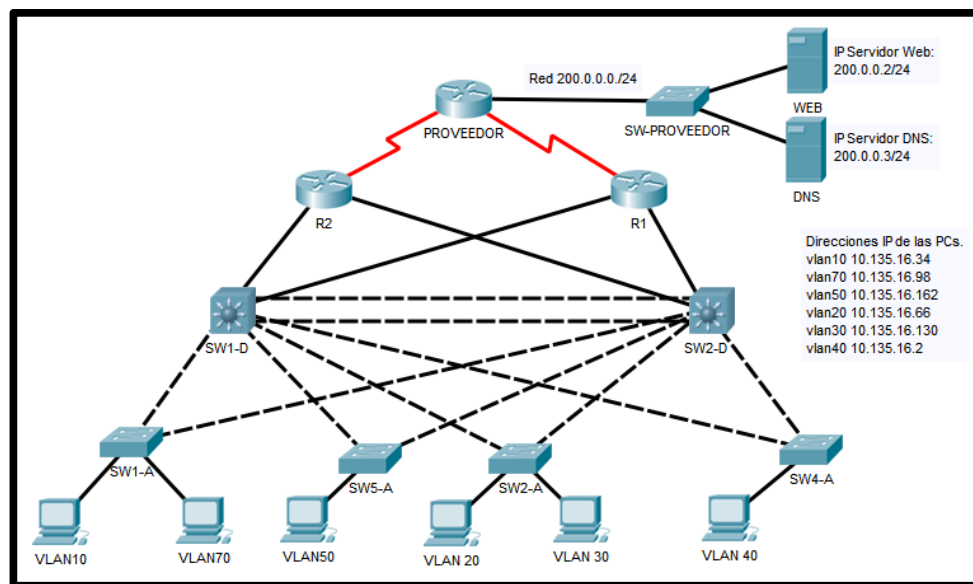 IP Servidor Web:
200.0.0.2/24
Red 200.0.0.0./24
WEB
PROVEEDOR
SW-PROVEEDOR
IP Servidor DNS:
200.0.0.3/24
DNS
R2
R1
Direcciones IP de las PCs.
vlan10 10.135.16.34
vlan70 10.135.16.98
vlan50 10.135.16.162
vlan20 10.135.16.66
vlan30 10.135.16.130
vlan40 10.135.16.2
SW1-D
SW2-D
SW1-A
SW5-A
SW2-A
SW4-A
VLAN10
VLAN70
VLAN50
VLAN 20
VLAN 30
VLAN 40